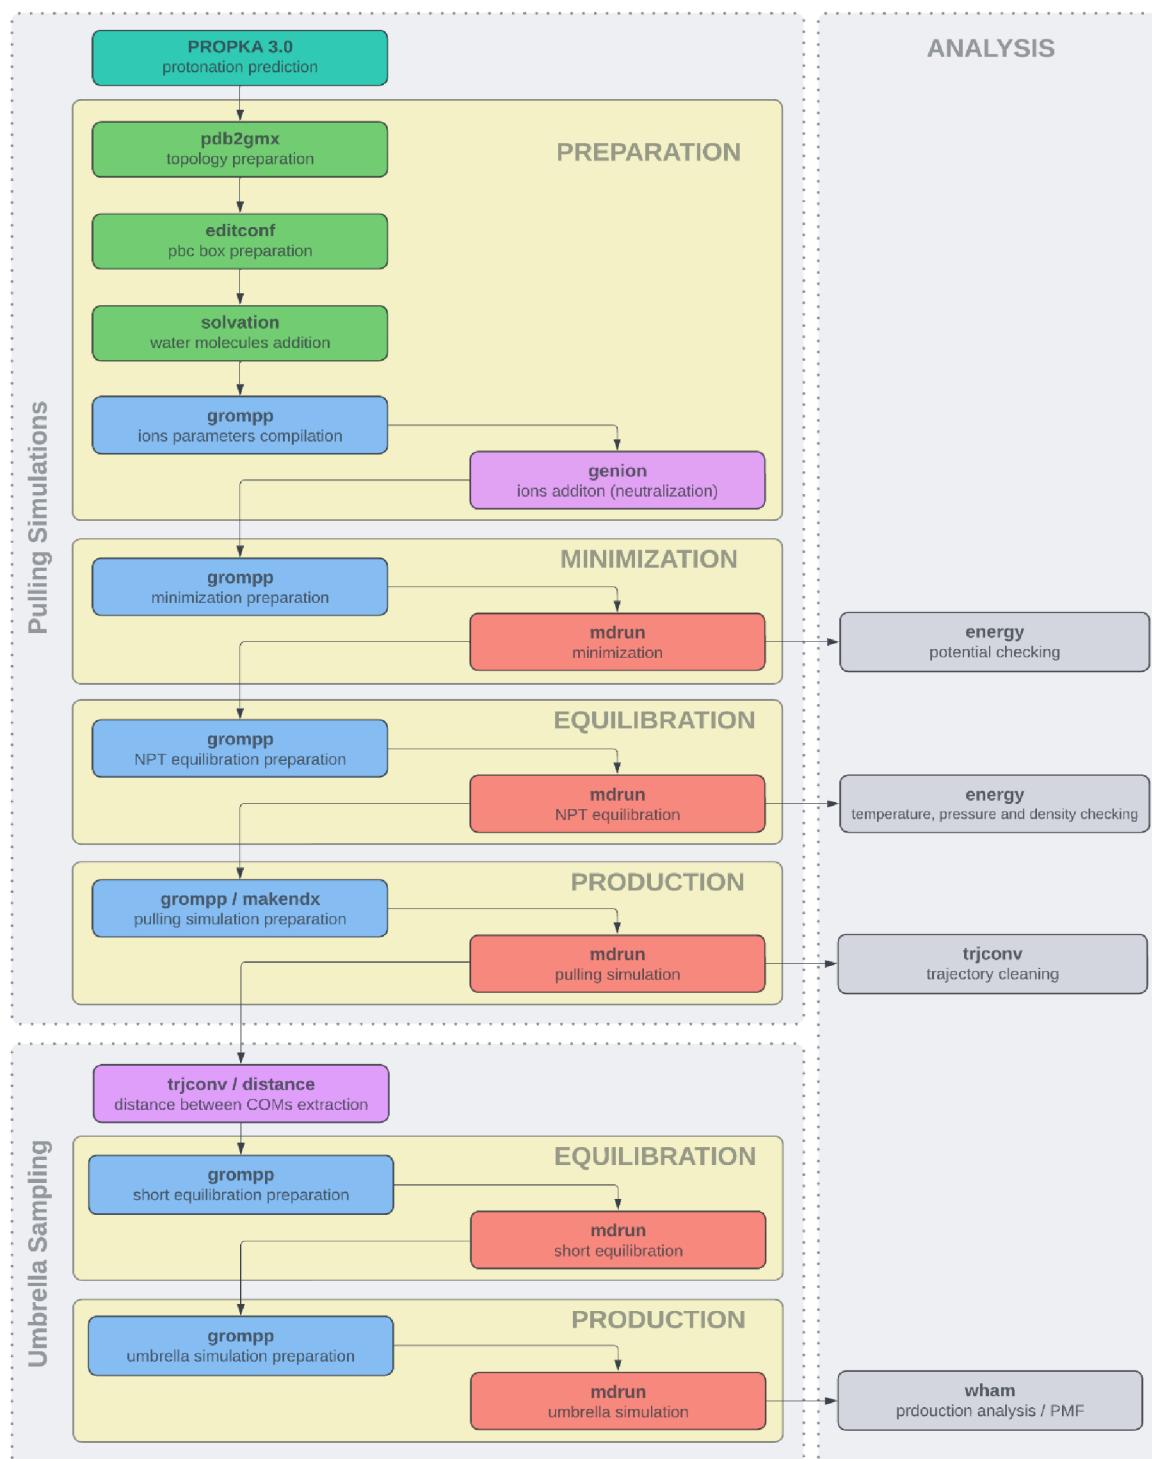 PROPKA 3.0
protonation prediction
ANALYSIS
Pulling Simulations
PREPARATION
pdb2gmx
topology preparation
editconf
pbc box preparation
solvation
water molecules addition
grompp
ions parameters compilation
genion
ions additon (neutralization)
MINIMIZATION
grompp
minimization preparation
mdrun
minimization
energy
potential checking
EQUILIBRATION
grompp
NPT equilibration preparation
mdrun
NPT equilibration
energy
temperature, pressure and density checking
PRODUCTION
grompp / makendx
pulling simulation preparation
mdrun
pulling simulation
trjconv
trajectory cleaning
Umbrella Sampling
trjconv / distance
distance between COMs extraction
EQUILIBRATION
grompp
short equilibration preparation
mdrun
short equilibration
PRODUCTION
grompp
umbrella simulation preparation
mdrun
umbrella simulation
wham
prdouction analysis / PMF